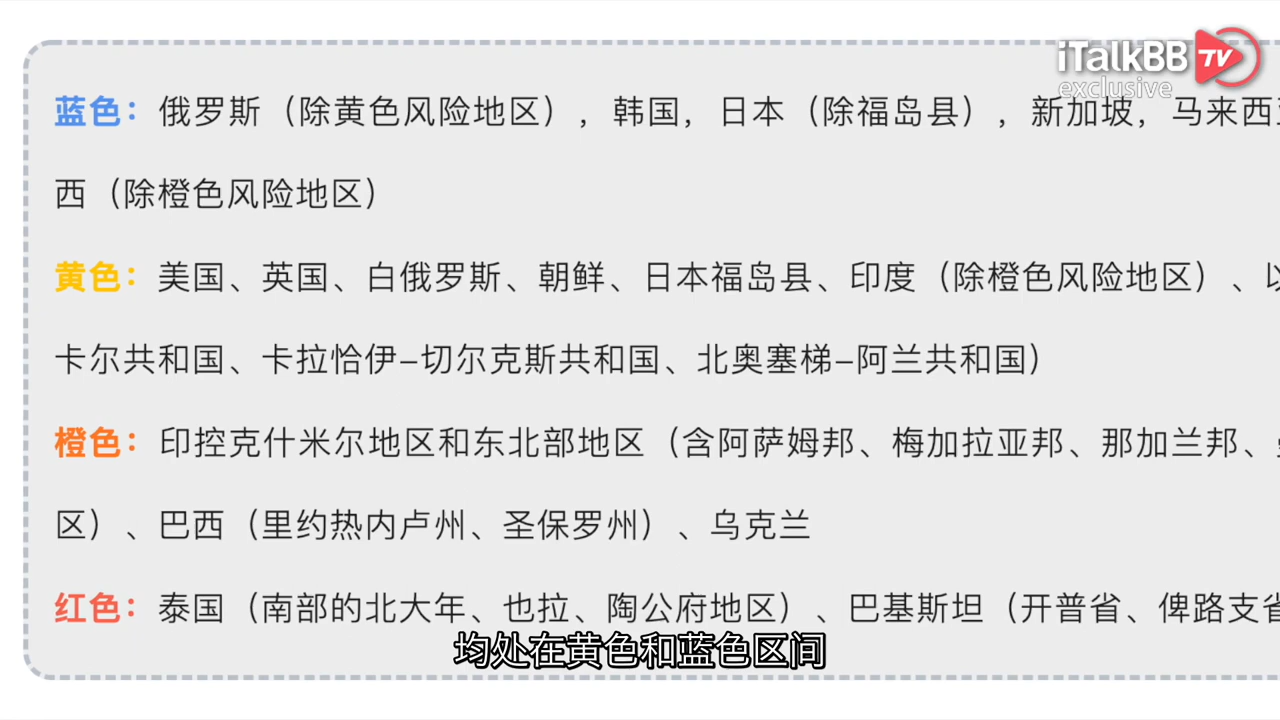 iTalkBB TV
exclusive
蓝色：俄罗斯（除黄色风险地区），韩国，日本（除福岛县），新加坡，马来西
西（除橙色风险地区）
黄色：美国、英国、白俄罗斯、朝鲜、日本福岛县、印度（除橙色风险地区）、以
卡尔共和国、卡拉恰伊-切尔克斯共和国、北奥塞梯-阿兰共和国）
橙色：印控克什米尔地区和东北部地区（含阿萨姆邦、梅加拉亚邦、那加兰邦、
区）、巴西（里约热内卢州、圣保罗州）、乌克兰
红色：泰国（南部的北大年、也拉、陶公府地区）、巴基斯坦（开普省、俾路支省
均处在黄色和蓝色区间